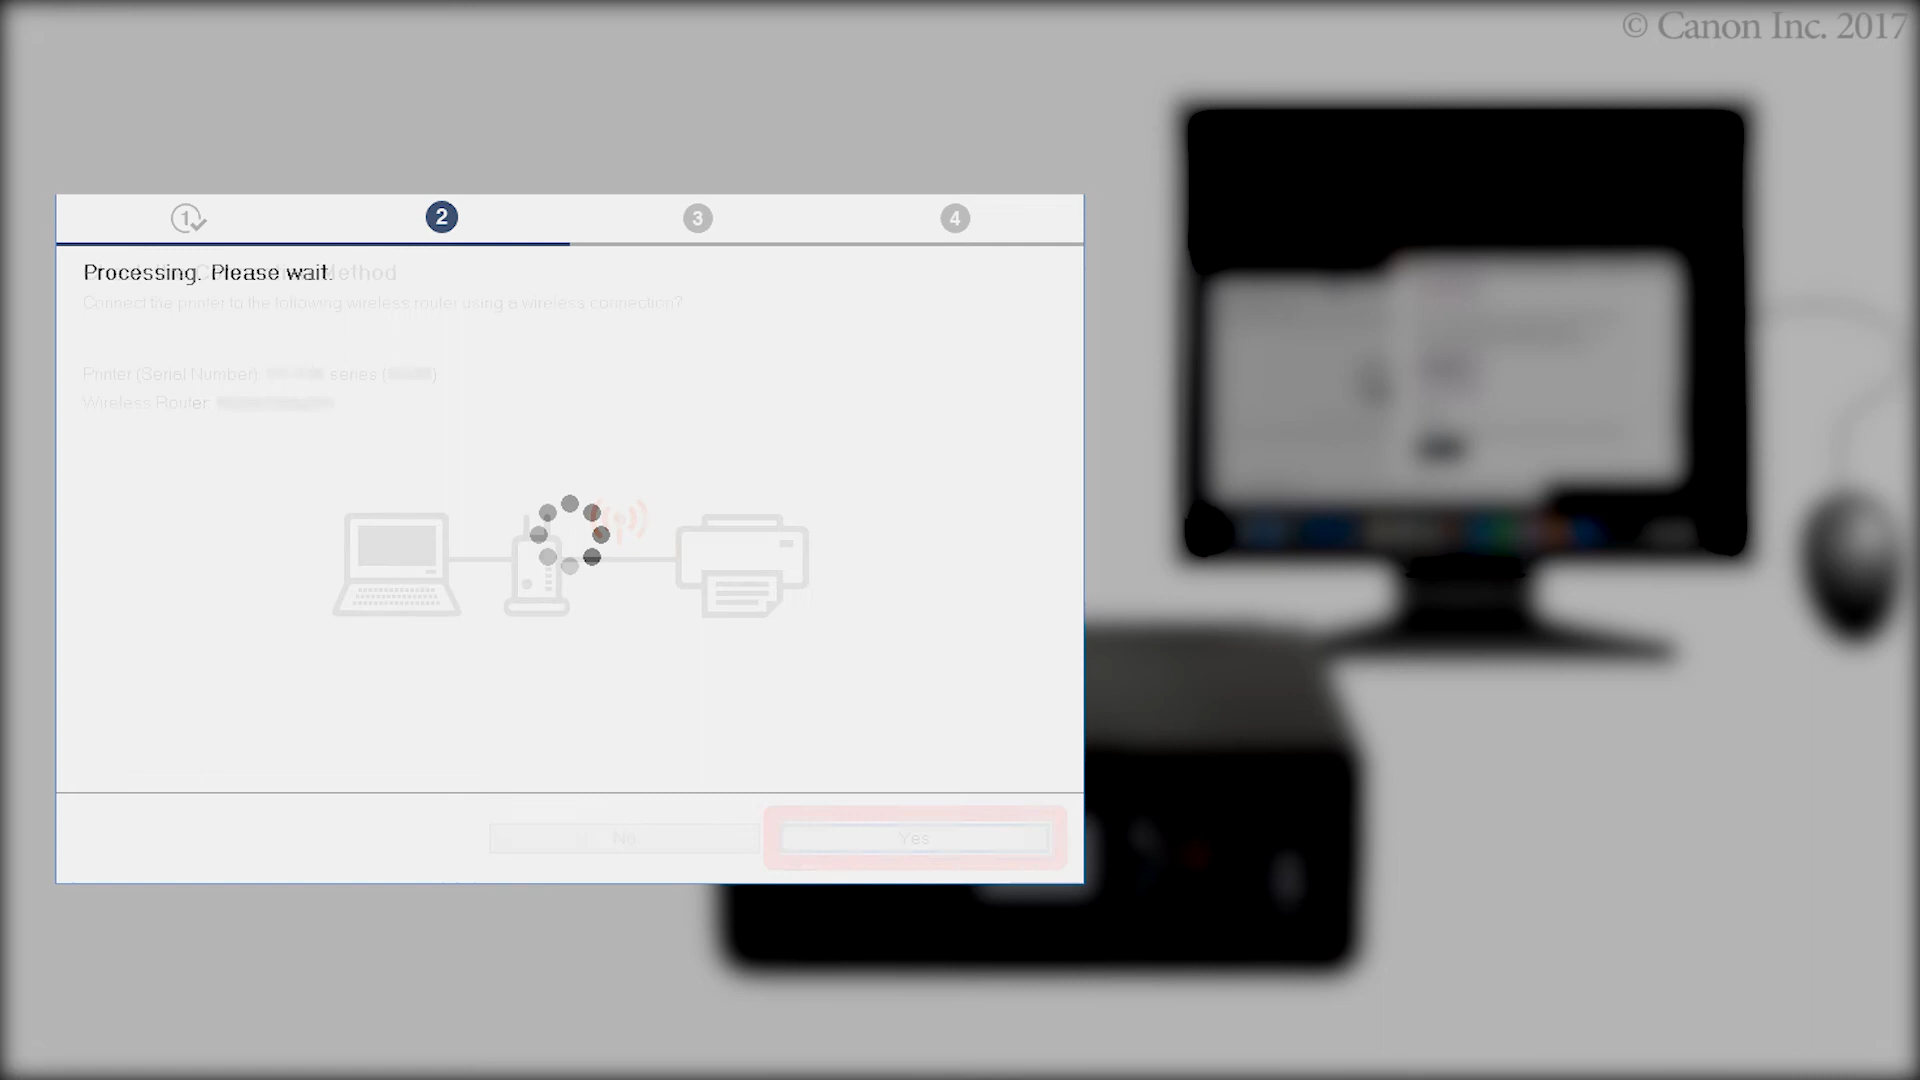 © Canon Inc. 2017
1
2
3
4
Processing. Please wait.
Method
Connect the printer to the following wireless router using a wireless connection?
Printer (Serial Number): series ( )
Wireless Router:
No
Yes